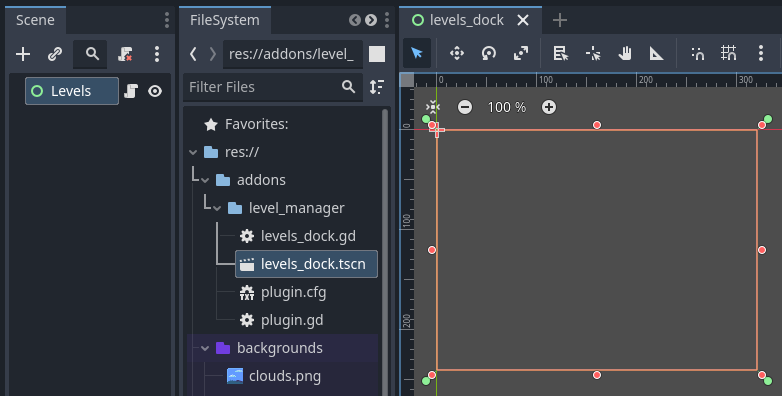 Scene
FileSystem
levels_dock
res://addons/level_
Levels
Filter Files
Favorites:
res://
addons
level_manager
levels_dock.gd
levels_dock.tscn
plugin.cfg
plugin.gd
backgrounds
clouds.png
0 100 200 300
100 %
0
100
200